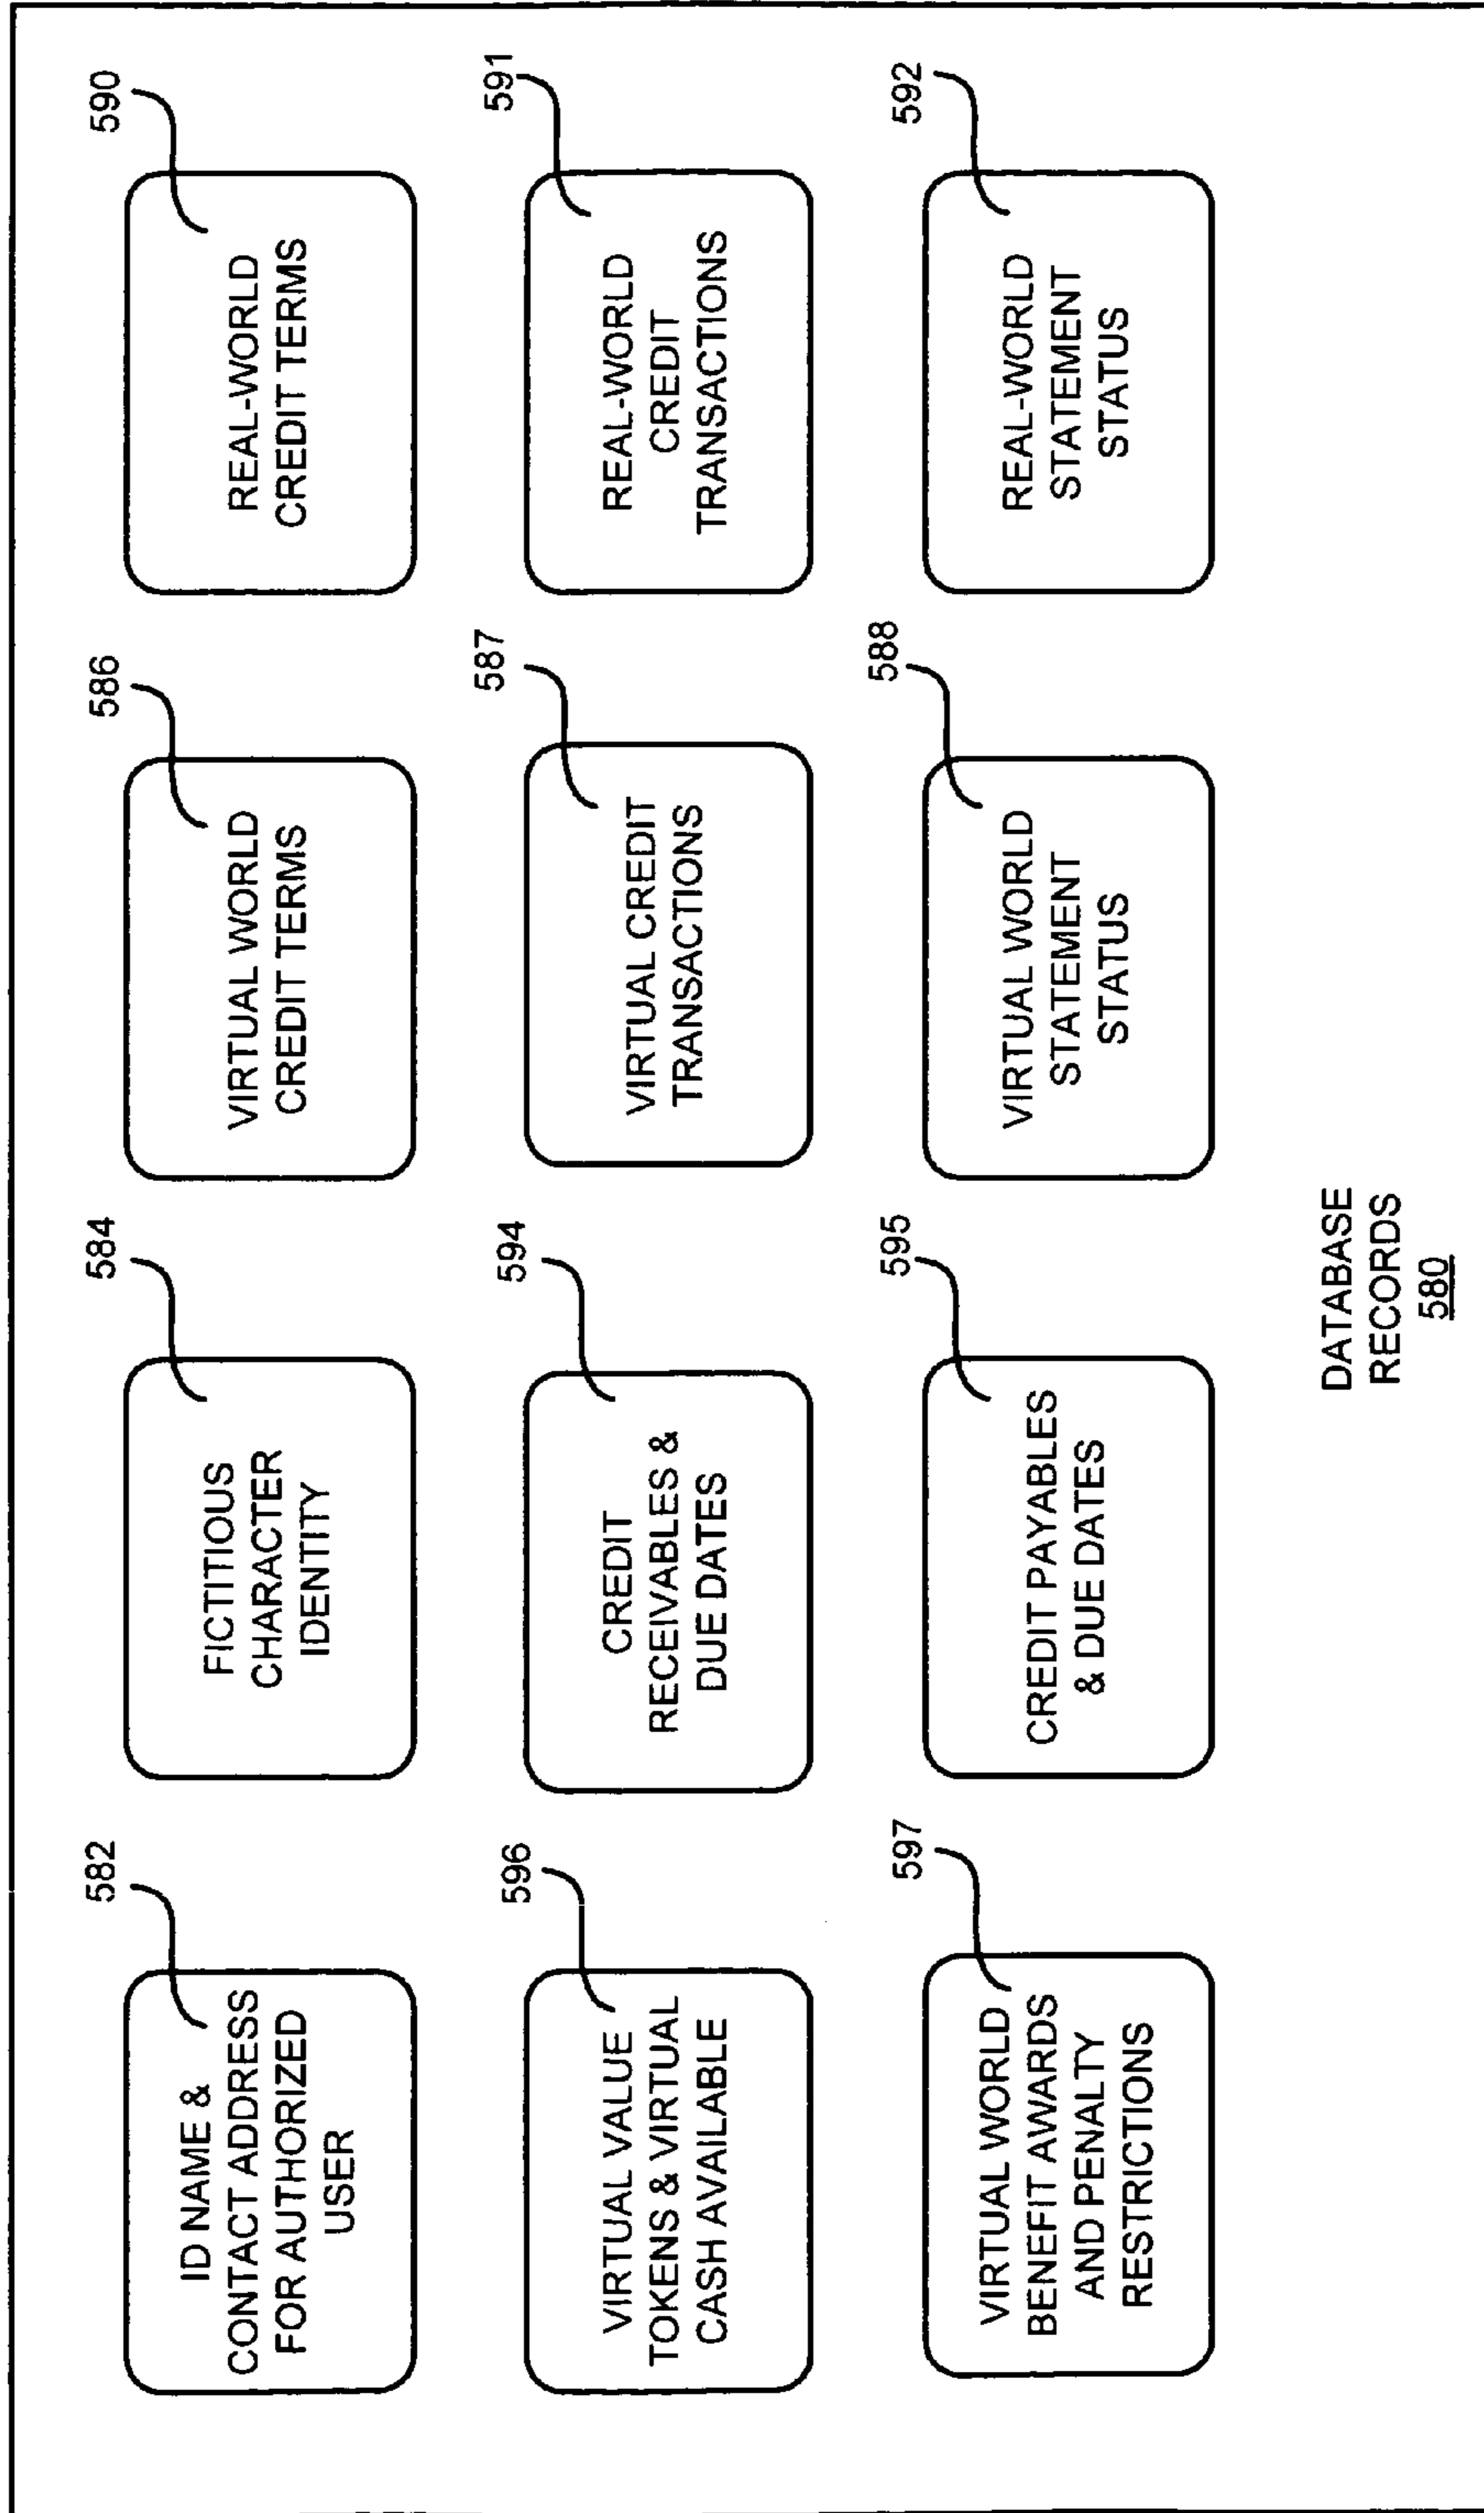 582
ID NAME &
CONTACT ADDRESS
FOR AUTHORIZED
USER
584
FICTITIOUS
CHARACTER
IDENTITY
586
VIRTUAL WORLD
CREDIT TERMS
590
REAL-WORLD
CREDIT TERMS
596
VIRTUAL VALUE
TOKENS & VIRTUAL
CASH AVAILABLE
594
CREDIT
RECEIVABLES &
DUE DATES
587
VIRTUAL CREDIT
TRANSACTIONS
591
REAL-WORLD
CREDIT
TRANSACTIONS
597
VIRTUAL WORLD
BENEFIT AWARDS
AND PENALTY
RESTRICTIONS
595
CREDIT PAYABLES
& DUE DATES
588
VIRTUAL WORLD
STATEMENT
STATUS
592
REAL-WORLD
STATEMENT
STATUS
DATABASE
RECORDS
580